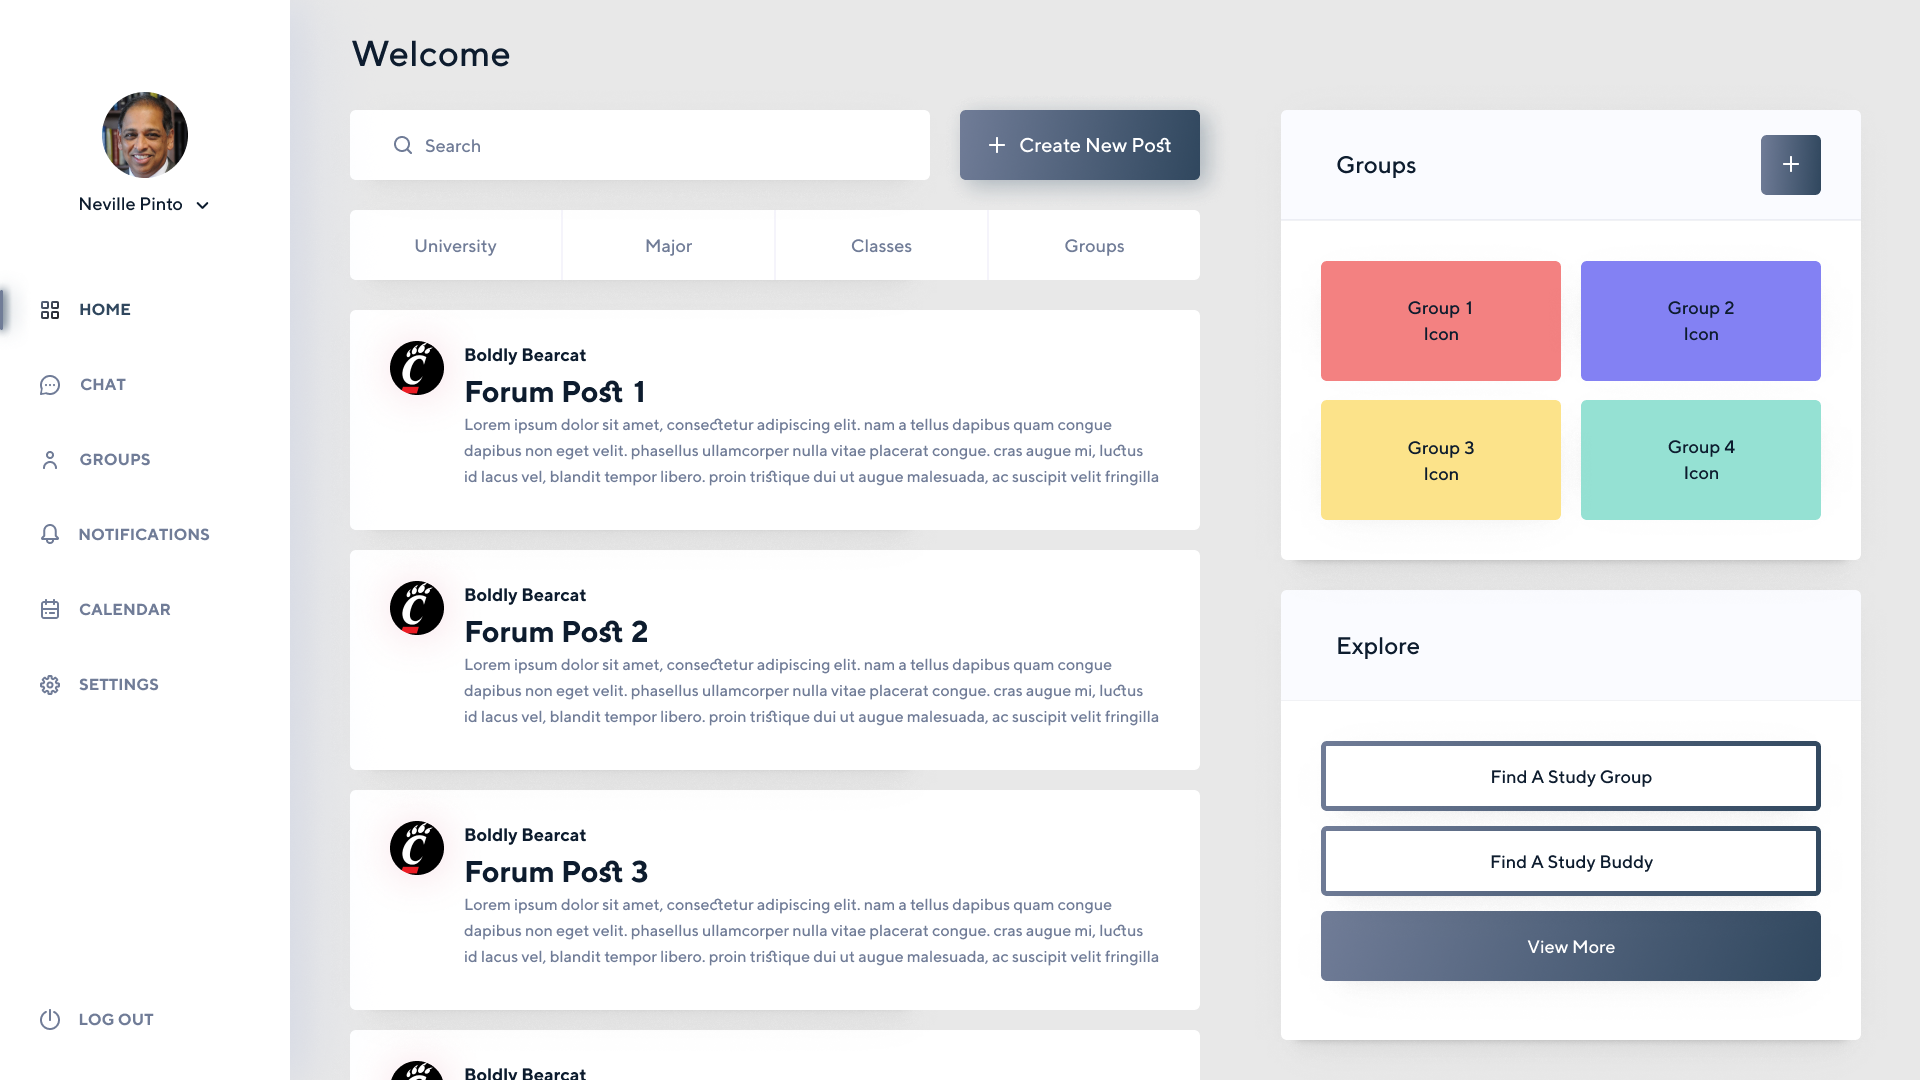 Neville Pinto
HOME
CHAT
GROUPS
NOTIFICATIONS
CALENDAR
SETTINGS
LOG OUT
Welcome
Search
Create New Post
University
Major
Classes
Groups
Boldly Bearcat
Forum Post 1
Lorem ipsum dolor sit amet, consectetur adipiscing elit. nam a tellus dapibus quam congue
dapibus non eget velit. phasellus ullamcorper nulla vitae placerat congue. cras augue mi, luctus
id lacus vel, blandit tempor libero. proin tristique dui ut augue malesuada, ac suscipit velit fringilla
Boldly Bearcat
Forum Post 2
Lorem ipsum dolor sit amet, consectetur adipiscing elit. nam a tellus dapibus quam congue
dapibus non eget velit. phasellus ullamcorper nulla vitae placerat congue. cras augue mi, luctus
id lacus vel, blandit tempor libero. proin tristique dui ut augue malesuada, ac suscipit velit fringilla
Boldly Bearcat
Forum Post 3
Lorem ipsum dolor sit amet, consectetur adipiscing elit. nam a tellus dapibus quam congue
dapibus non eget velit. phasellus ullamcorper nulla vitae placerat congue. cras augue mi, luctus
id lacus vel, blandit tempor libero. proin tristique dui ut augue malesuada, ac suscipit velit fringilla
Boldly Bearcat
Groups
Group 1
Icon
Group 2
Icon
Group 3
Icon
Group 4
Icon
Explore
Find A Study Group
Find A Study Buddy
View More